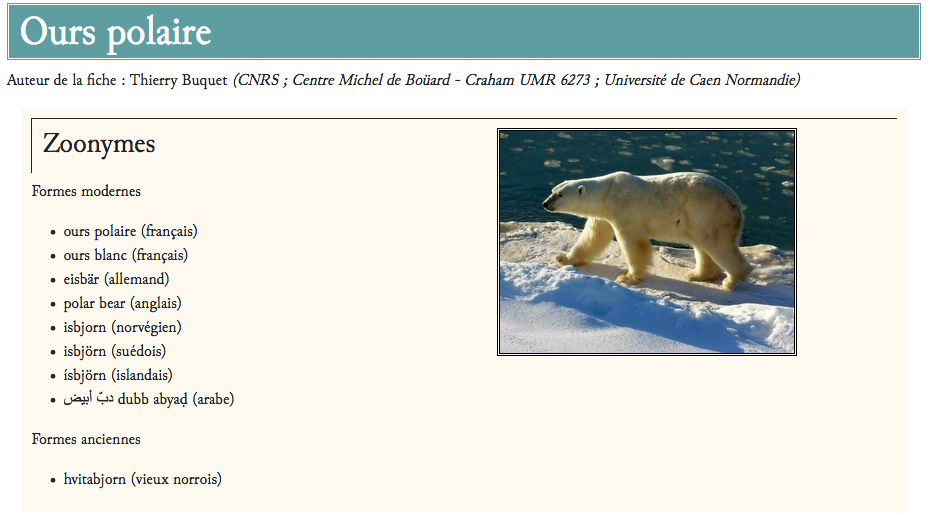 Ours polaire
Auteur de la fiche : Thierry Buquet (CNRS ; Centre Michel de Boüard - Craham UMR 6273 ; Université de Caen Normandie)
Zoonymes
Formes modernes
• ours polaire (français)
• ours blanc (français)
• eisbär (allemand)
• polar bear (anglais)
• isbjorn (norvégien)
• isbjörn (suédois)
• ísbjörn (islandais)
• دبّ أبيض dubb abyaḍ (arabe)
Formes anciennes
• hvitabjorn (vieux norrois)